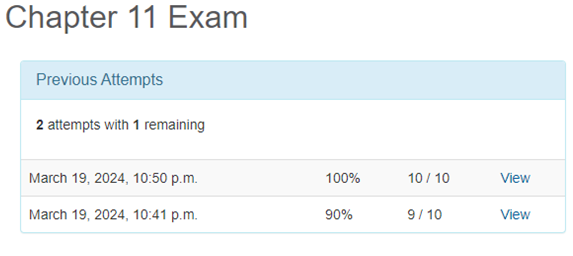 Chapter 11 Exam
Previous Attempts
2 attempts with 1 remaining
March 19, 2024, 10:50 p.m. 100% 10 / 10 View
March 19, 2024, 10:41 p.m. 90% 9 / 10 View